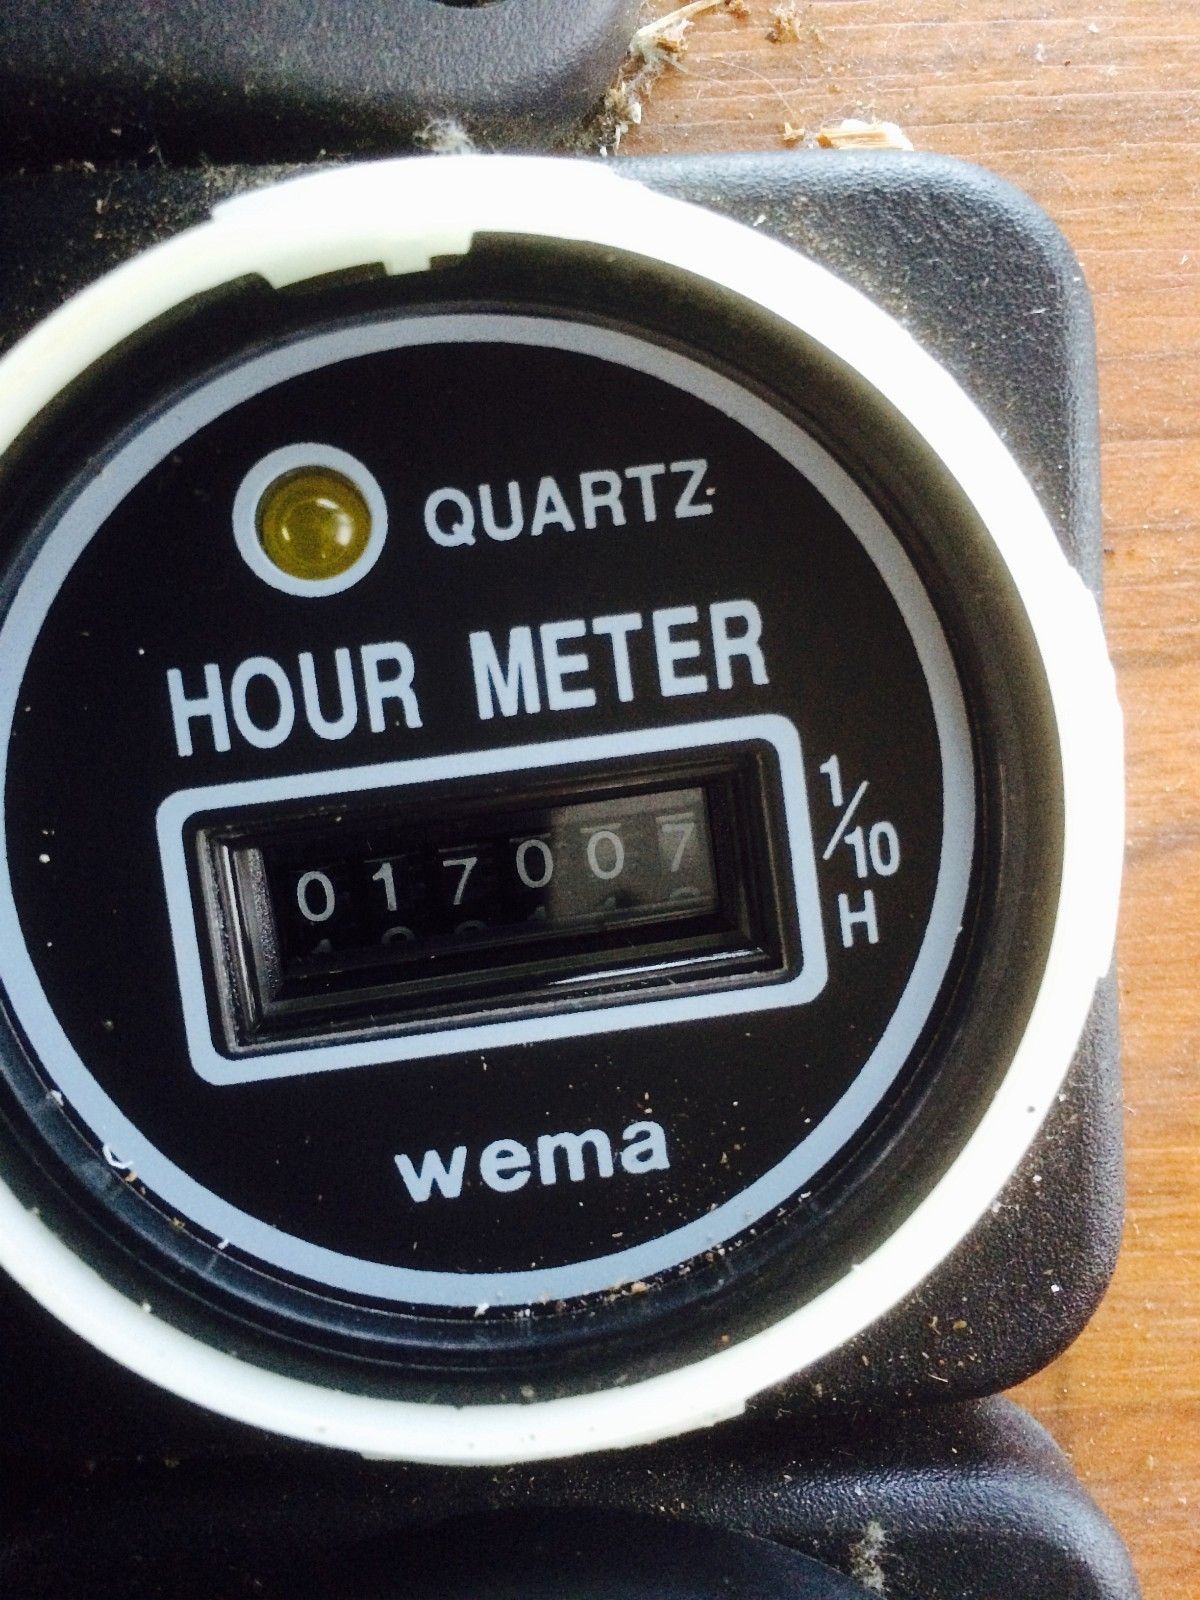 QUARTZ
HOUR METER
017007
1/10
H
wema